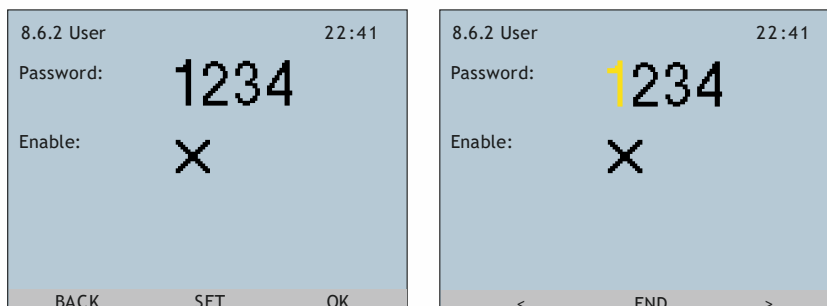 8.6.2 User 22:41
Password: 1234
Enable:
BACK SET OK
8.6.2 User 22:41
Password: 1234
Enable:
< END >